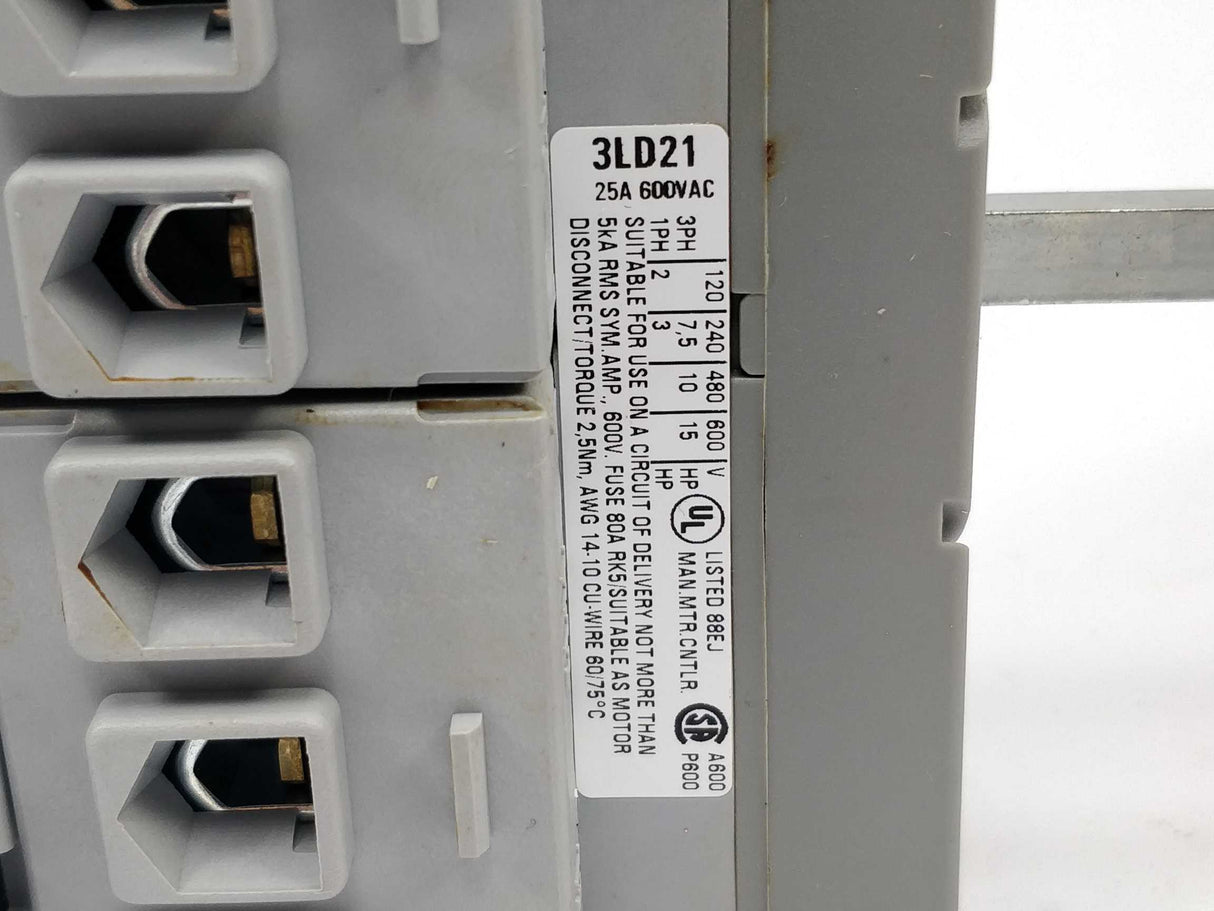 3LD21
25A 600VAC
120 240 480 600 V
3PH 7,5 10 15 HP
1PH 2 3 HP
UL LISTED 88EJ
MAN.MTR.CNTLR.
SA A600
P600
SUITABLE FOR USE ON A CIRCUIT OF DELIVERY NOT MORE THAN
5kA RMS SYM.AMP., 600V. FUSE 80A RK5/SUITABLE AS MOTOR
DISCONNECT/TORQUE 2,5Nm, AWG 14-10 CU-WIRE 60/75°C